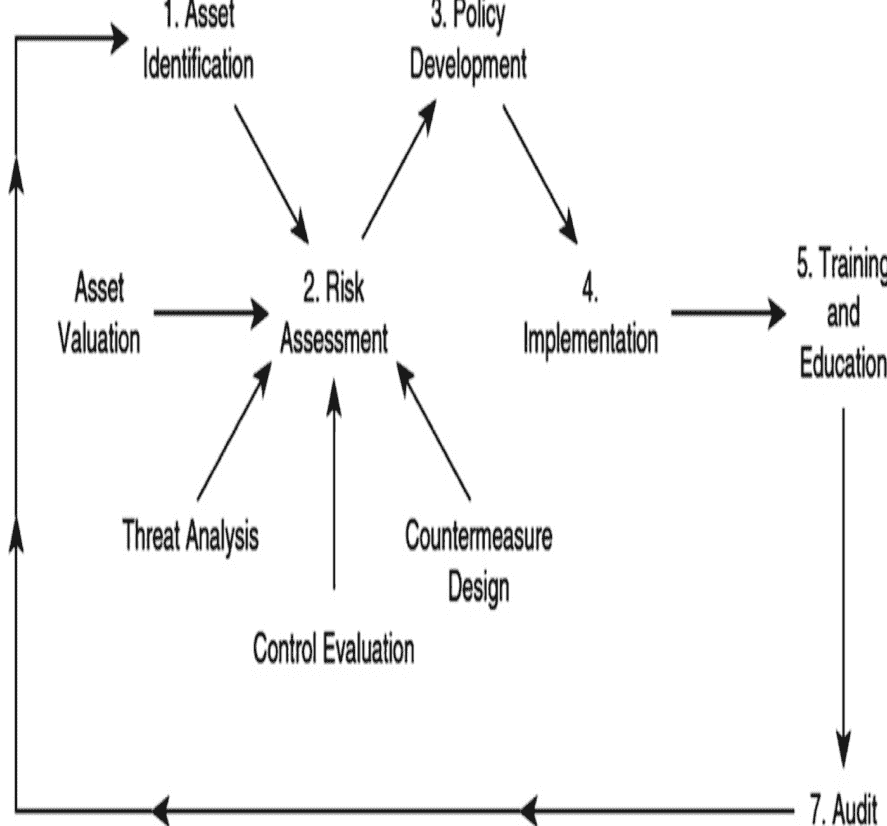 1. Asset
Identification
3. Policy
Development
Asset
Valuation
2. Risk
Assessment
4.
Implementation
5. Training
and
Education
Threat Analysis
Countermeasure
Design
Control Evaluation
7. Audit